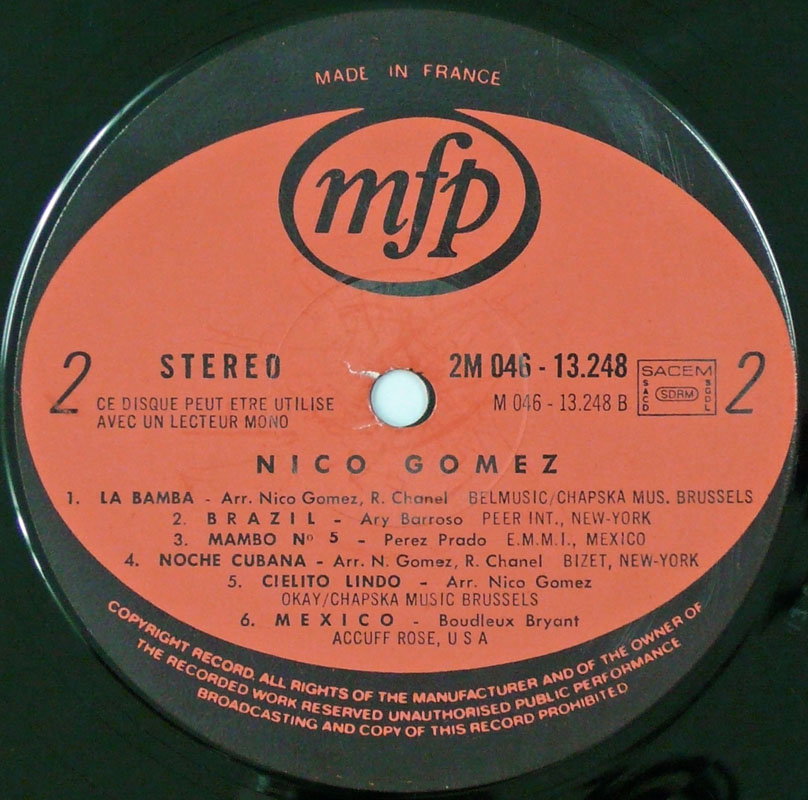 MADE IN FRANCE
mfp
2 STEREO 2M 046 - 13.248 SACEM SACD SDRM SGDL 2
CE DISQUE PEUT ETRE UTILISE M 046 - 13.248 B
AVEC UN LECTEUR MONO
NICO GOMEZ
1. LA BAMBA - Arr. Nico Gomez, R. Chanel BELMUSIC/CHAPSKA MUS. BRUSSELS
2. BRAZIL - Ary Barroso PEER INT., NEW-YORK
3. MAMBO No 5 - Perez Prado E.M.M.I., MEXICO
4. NOCHE CUBANA - Arr. N. Gomez, R. Chanel BIZET, NEW-YORK
5. CIELITO LINDO - Arr. Nico Gomez
OKAY/CHAPSKA MUSIC BRUSSELS
6. MEXICO - Boudleux Bryant
ACCUFF ROSE, U S A
COPYRIGHT RECORD. ALL RIGHTS OF THE MANUFACTURER AND OF THE OWNER OF
THE RECORDED WORK RESERVED UNAUTHORISED PUBLIC PERFORMANCE
BROADCASTING AND COPY OF THIS RECORD PROHIBITED